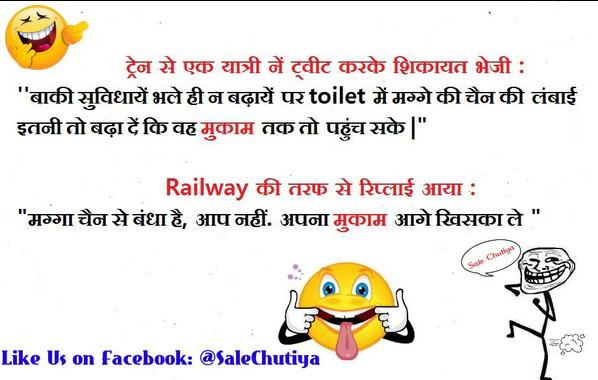 ट्रेन से एक यात्री नें ट्वीट करके शिकायत भेजी :
''बाकी सुविधायें भले ही न बढ़ायें पर toilet में मग्गे की चैन की लंबाई
इतनी तो बढ़ा दें कि वह मुकाम तक तो पहुंच सके |"
Railway की तरफ से रिप्लाई आया :
"मग्गा चैन से बंधा है, आप नहीं. अपना मुकाम आगे खिसका ले "
Sale Chutiya
Like Us on Facebook: @SaleChutiya